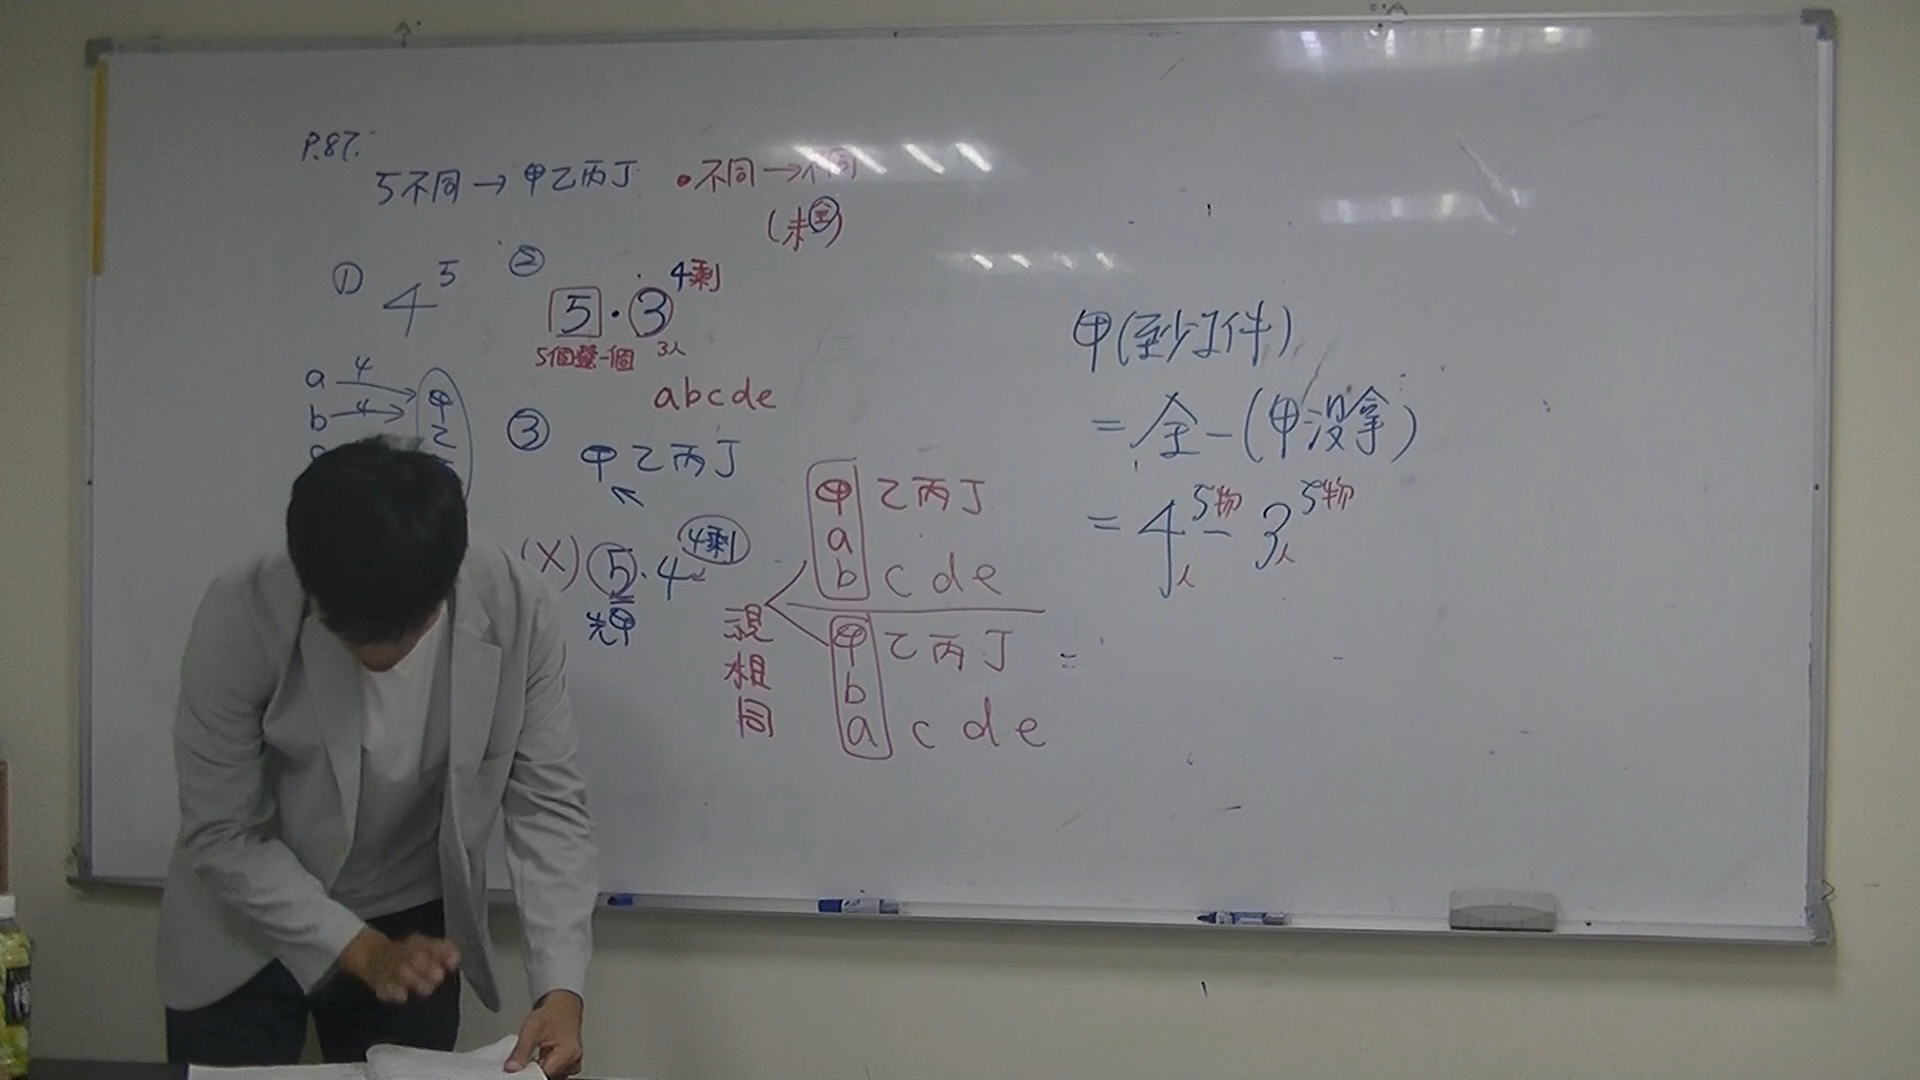 P.87.
5不同→甲乙丙丁 •不同→不同
(未全)
① 4^5
② 5·3^4剩
5個選一個 3人
abcde
a 4→ 甲
b 4→ 乙
③ 甲乙丙丁
(X) 5·4^4剩
先甲
視相同
甲乙丙丁
a
b c d e
甲乙丙丁
b
a c d e
甲(至少1件)
=全-(甲沒拿)
=4人^5物-3人^5物
=